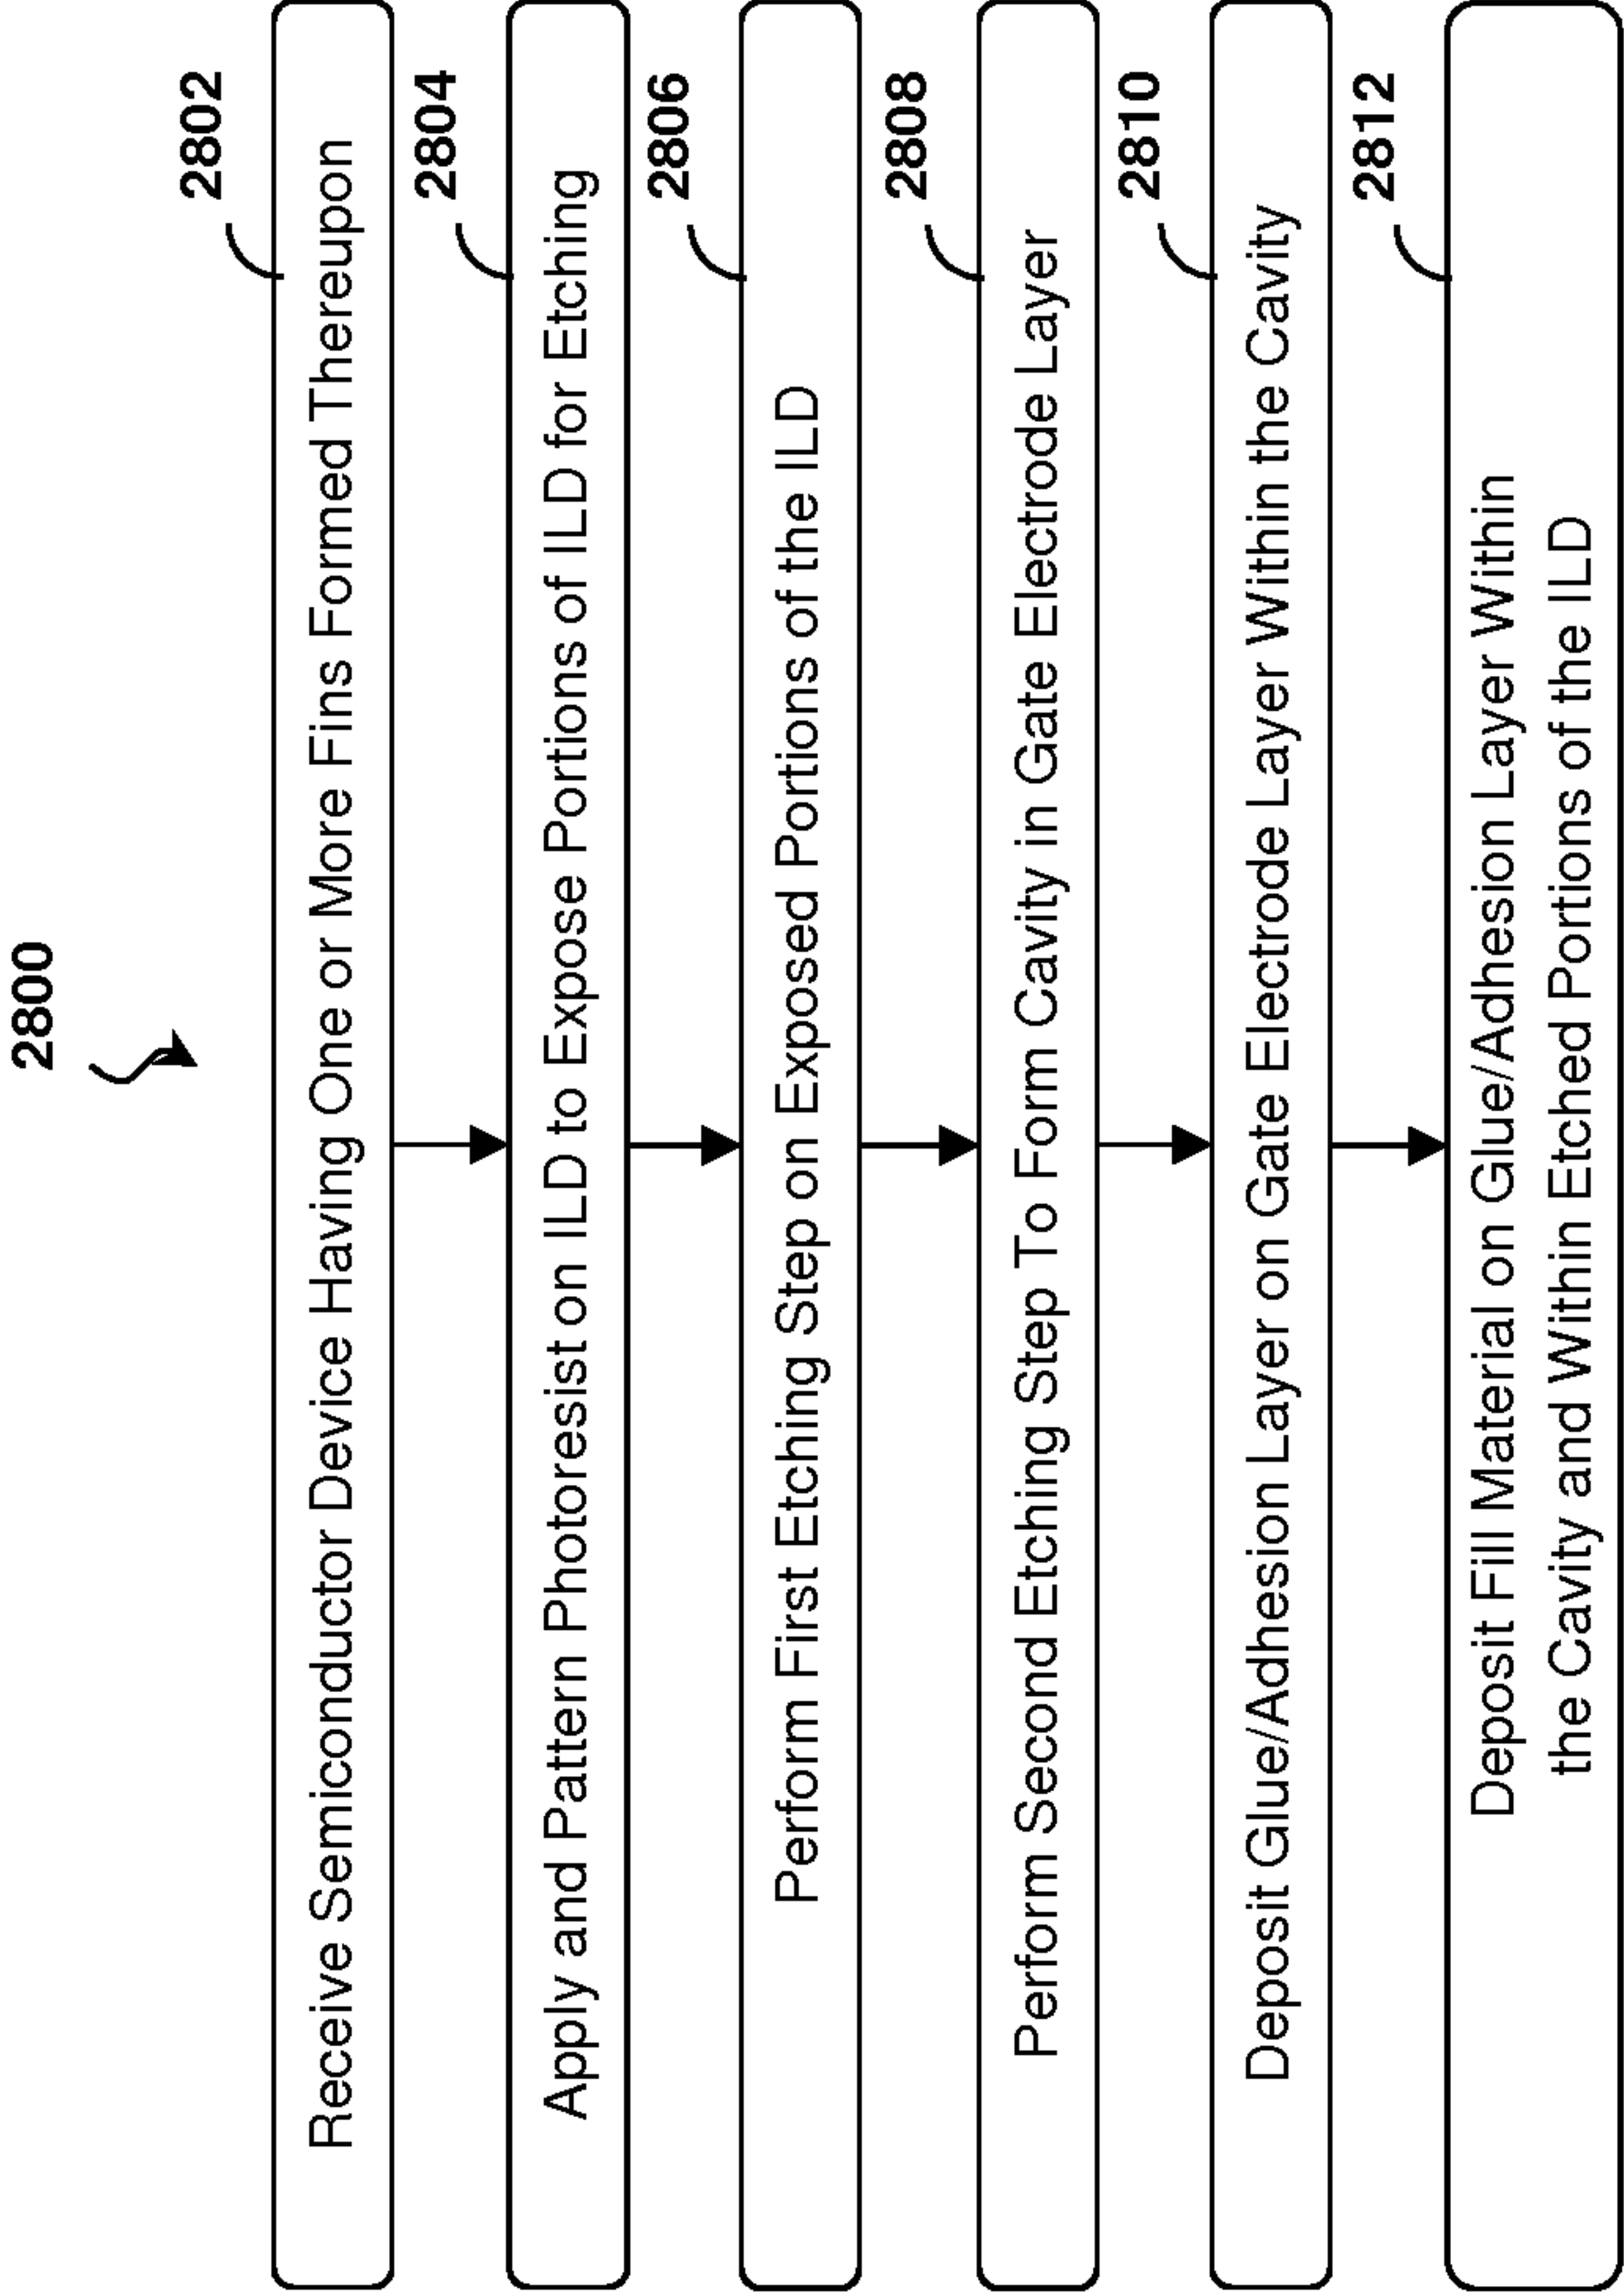 2800
2802
Receive Semiconductor Device Having One or More Fins Formed Thereupon
2804
Apply and Pattern Photoresist on ILD to Expose Portions of ILD for Etching
2806
Perform First Etching Step on Exposed Portions of the ILD
2808
Perform Second Etching Step To Form Cavity in Gate Electrode Layer
2810
Deposit Glue/Adhesion Layer on Gate Electrode Layer Within the Cavity
2812
Deposit Fill Material on Glue/Adhesion Layer Within
the Cavity and Within Etched Portions of the ILD